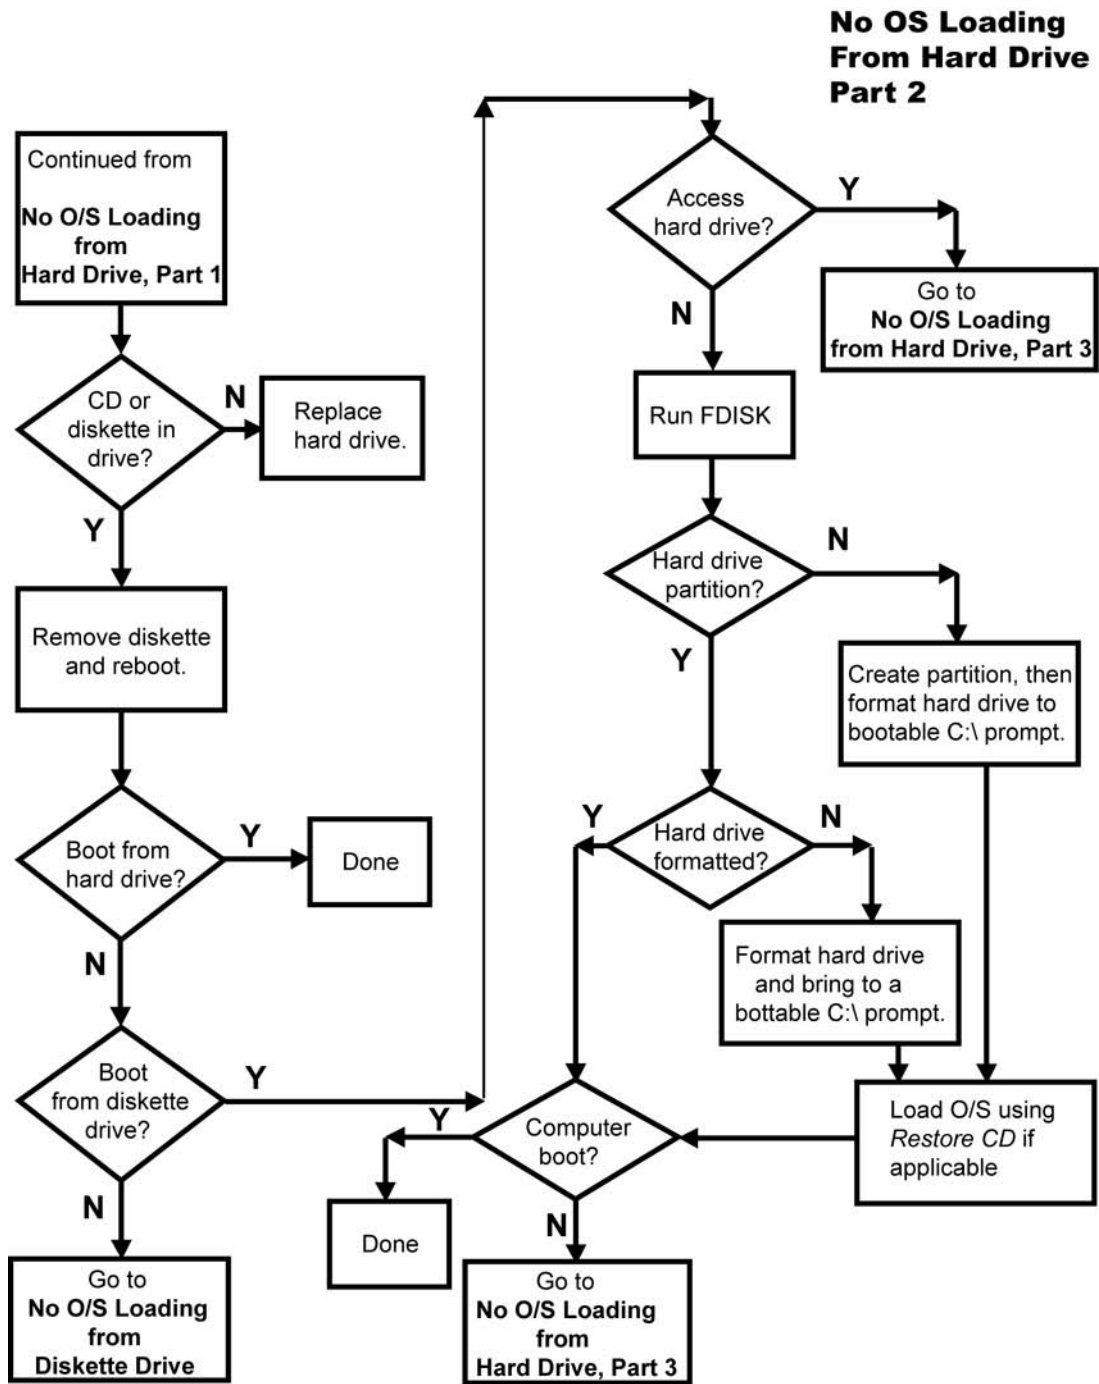 No OS Loading
From Hard Drive
Part 2
Continued from
No O/S Loading
from
Hard Drive, Part 1
CD or
diskette in
drive?
N
Replace
hard drive.
Y
Remove diskette
and reboot.
Boot from
hard drive?
Y
Done
N
Boot
from diskette
drive?
Y
N
Go to
No O/S Loading
from
Diskette Drive
Access
hard drive?
Y
Go to
No O/S Loading
from Hard Drive, Part 3
N
Run FDISK
Hard drive
partition?
N
Create partition, then
format hard drive to
bootable C:\ prompt.
Y
Hard drive
formatted?
Y
N
Format hard drive
and bring to a
bottable C:\ prompt.
Load O/S using
Restore CD if
applicable
Computer
boot?
Y
Done
N
Go to
No O/S Loading
from
Hard Drive, Part 3